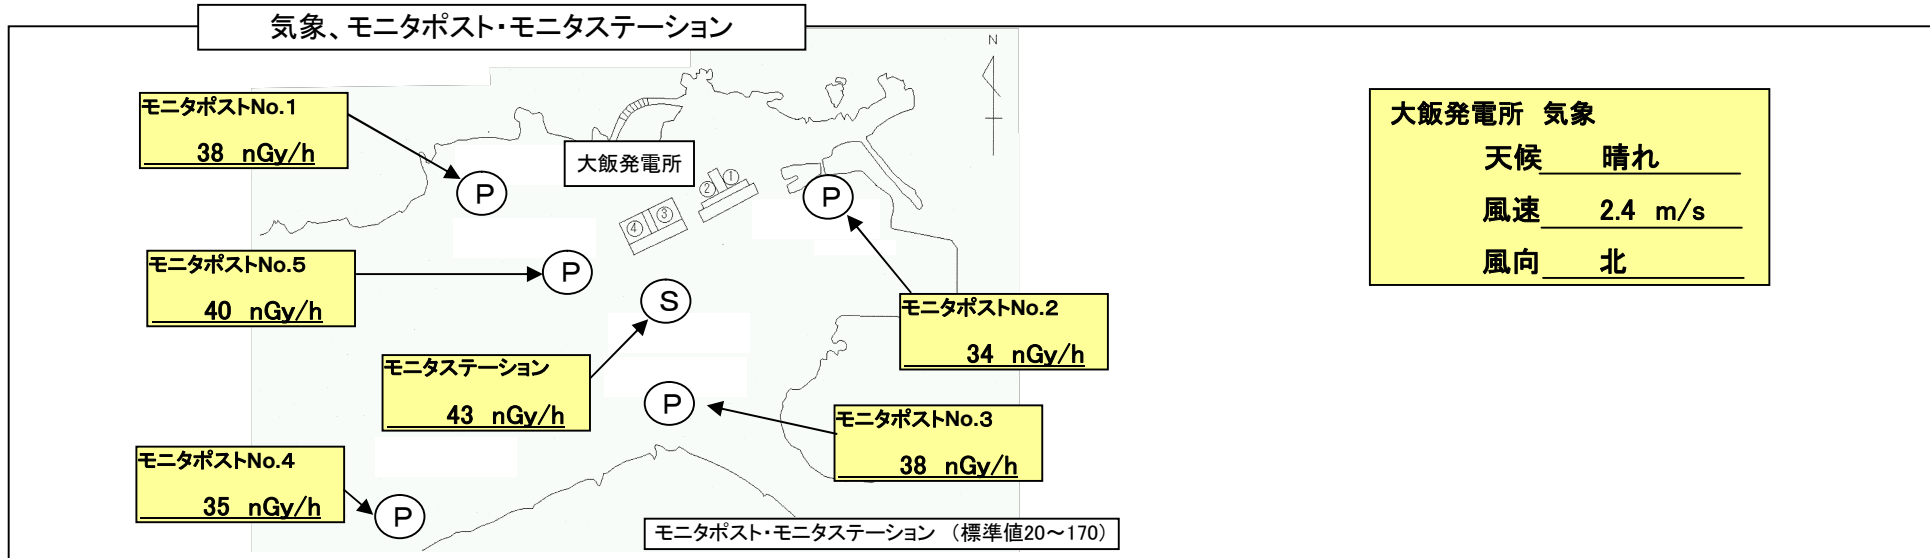 気象、モニタポスト・モニタステーション
N
モニタポストNo.1
38 nGy/h
大飯発電所
P
②①
④③
P
モニタポストNo.5
40 nGy/h
P
S
モニタポストNo.2
34 nGy/h
モニタステーション
43 nGy/h
P
モニタポストNo.3
38 nGy/h
モニタポストNo.4
35 nGy/h
P
モニタポスト・モニタステーション (標準値20~170)
大飯発電所 気象
天候 晴れ
風速 2.4 m/s
風向 北